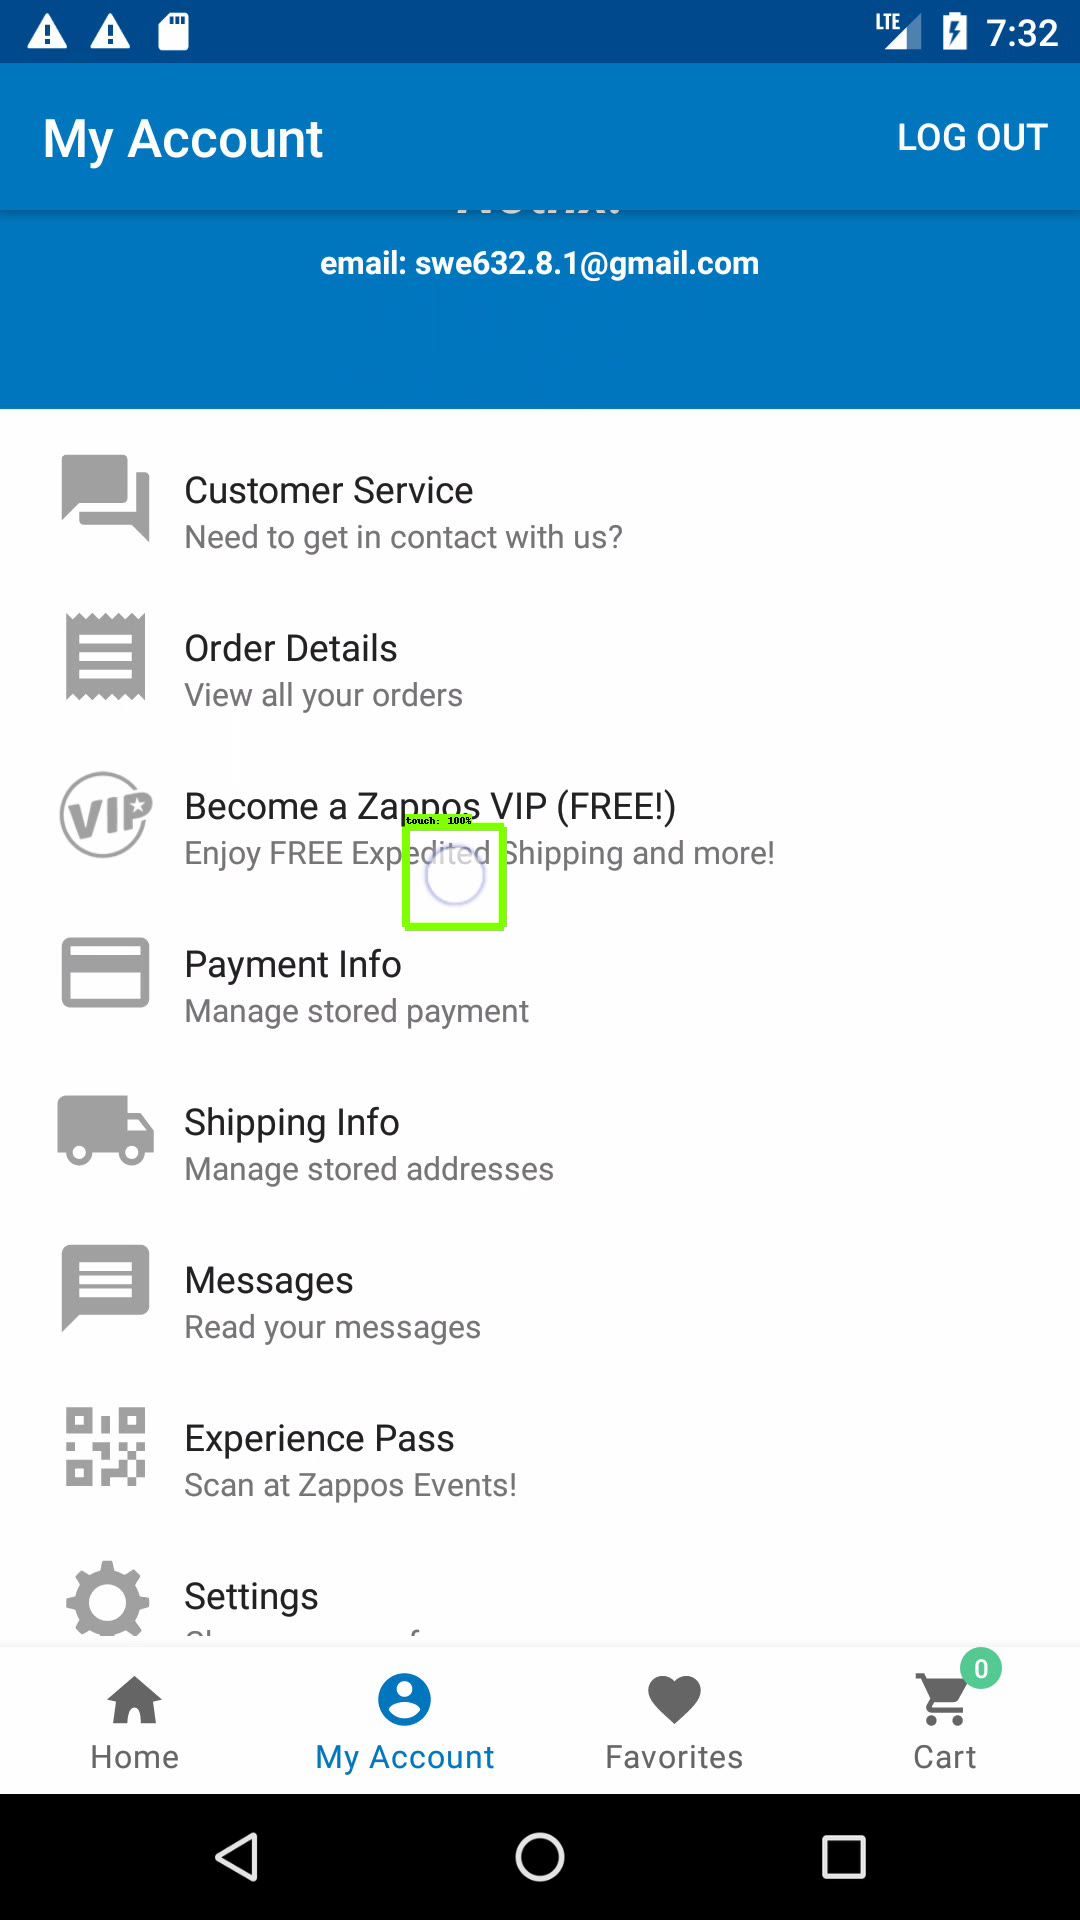 LTE 7:32
My Account LOG OUT
email: swe632.8.1@gmail.com
Customer Service
Need to get in contact with us?
Order Details
View all your orders
VIP
Become a Zappos VIP (FREE!)
touch: 100%
Enjoy FREE Expedited Shipping and more!
Payment Info
Manage stored payment
Shipping Info
Manage stored addresses
Messages
Read your messages
Experience Pass
Scan at Zappos Events!
Settings
0
Home My Account Favorites Cart